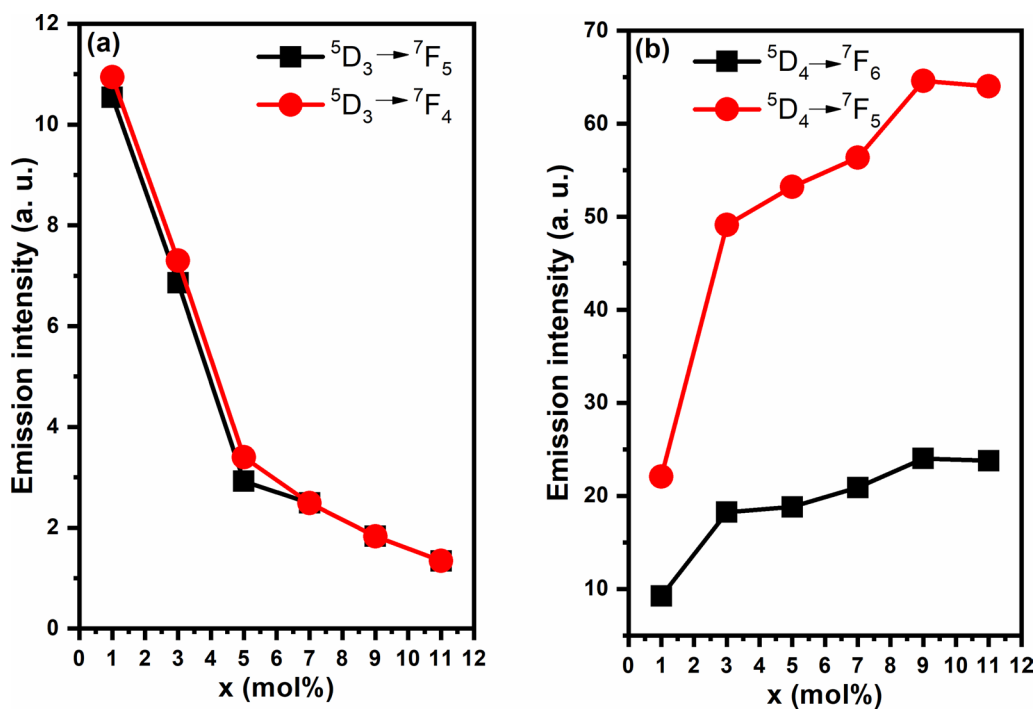 (a)
⁵D₃→⁷F₅
⁵D₃→⁷F₄
12
10
8
6
4
2
0
Emission intensity (a. u.)
0 1 2 3 4 5 6 7 8 9 10 11 12
x (mol%)
(b)
⁵D₄→⁷F₆
⁵D₄→⁷F₅
70
60
50
40
30
20
10
Emission intensity (a. u.)
0 1 2 3 4 5 6 7 8 9 10 11 12
x (mol%)